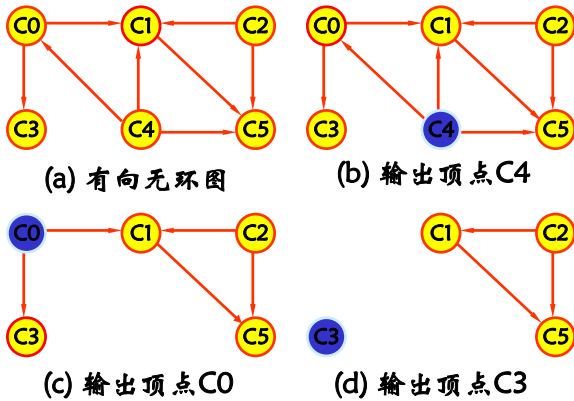 C0 C1 C2
C3 C4 C5
(a) 有向无环图
C0 C1 C2
C3 C4 C5
(b) 输出顶点C4
C0 C1 C2
C3 C5
(c) 输出顶点C0
C1 C2
C3 C5
(d) 输出顶点C3